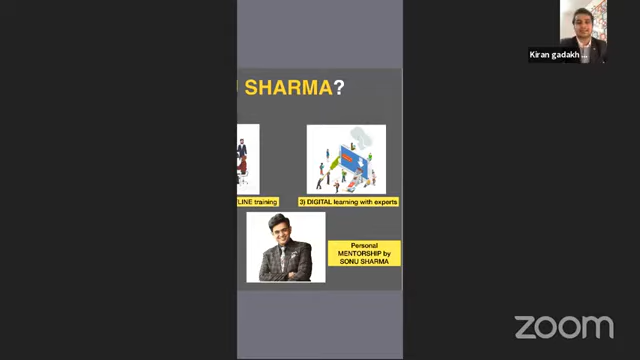 Kiran gadakh ...
SHARMA?
LINE training
3) DIGITAL learning with experts
Personal
MENTORSHIP by
SONU SHARMA
zoom